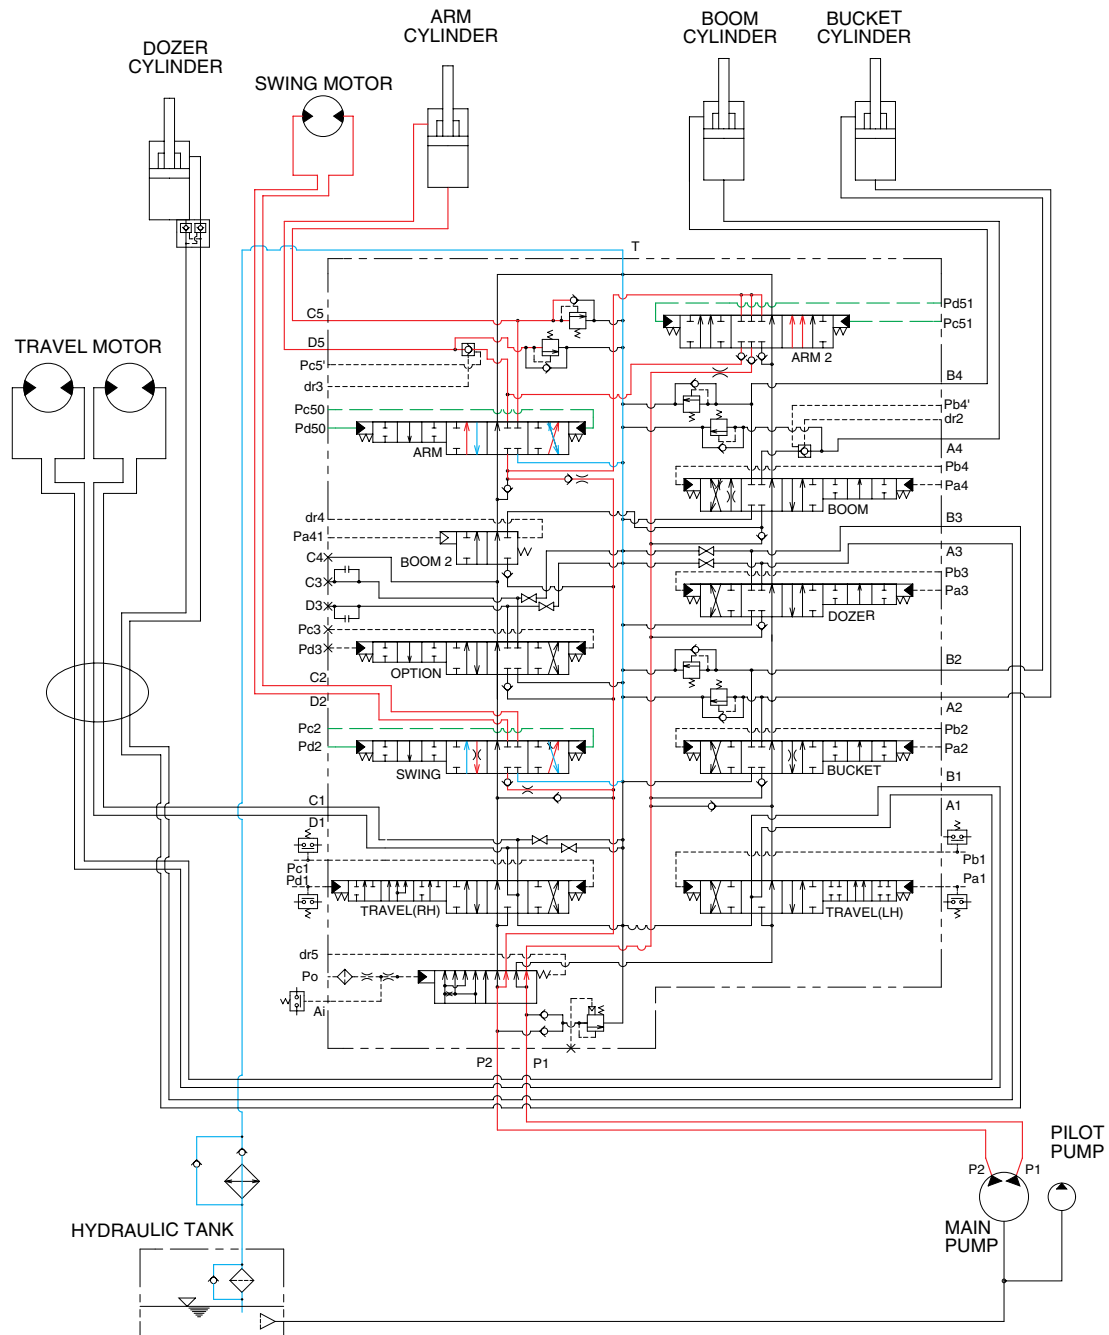 ARM
CYLINDER
BOOM
CYLINDER
BUCKET
CYLINDER
DOZER
CYLINDER
SWING MOTOR
TRAVEL MOTOR
T
C5
D5
Pc5'
dr3
Pc50
Pd50
ARM
dr4
Pa41
C4
BOOM 2
C3
D3
Pc3
Pd3
OPTION
C2
D2
Pc2
Pd2
SWING
C1
D1
Pc1
Pd1
TRAVEL(RH)
dr5
Po
Ai
Pd51
Pc51
ARM 2
B4
Pb4'
dr2
A4
Pb4
Pa4
BOOM
B3
A3
Pb3
Pa3
DOZER
B2
A2
Pb2
Pa2
BUCKET
B1
A1
Pb1
Pa1
TRAVEL(LH)
P2
P1
PILOT
PUMP
P2
P1
MAIN
PUMP
HYDRAULIC TANK